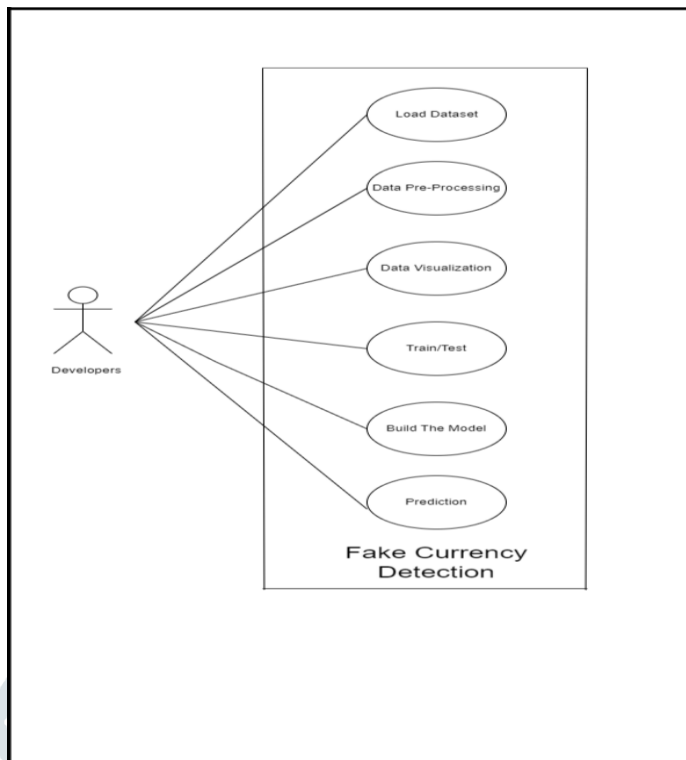 Load Dataset
Data Pre-Processing
Data Visualization
Train/Test
Developers
Build The Model
Prediction
Fake Currency
Detection